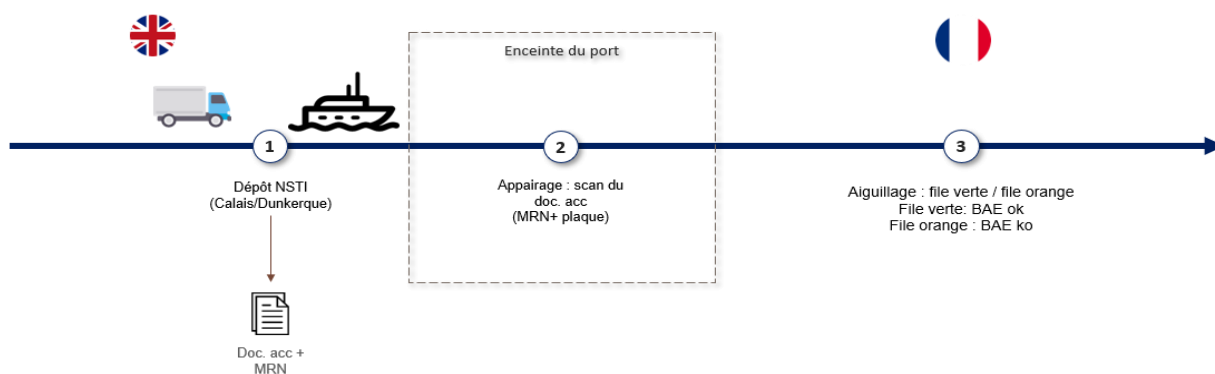 Enceinte du port
1
2
3
Dépôt NSTI
(Calais/Dunkerque)
Appairage : scan du
doc. acc
(MRN+ plaque)
Aiguillage : file verte / file orange
File verte: BAE ok
File orange : BAE ko
Doc. acc +
MRN